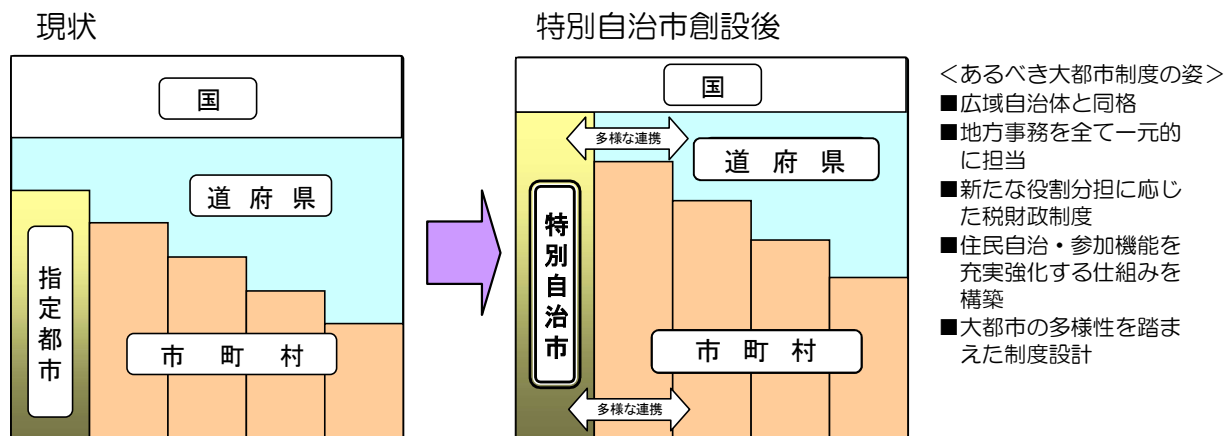 現状
国
道府県
指定都市
市町村
特別自治市創設後
国
多様な連携
道府県
特別自治市
市町村
多様な連携
＜あるべき大都市制度の姿＞
■広域自治体と同格
■地方事務を全て一元的
に担当
■新たな役割分担に応じ
た税財政制度
■住民自治・参加機能を
充実強化する仕組みを
構築
■大都市の多様性を踏ま
えた制度設計